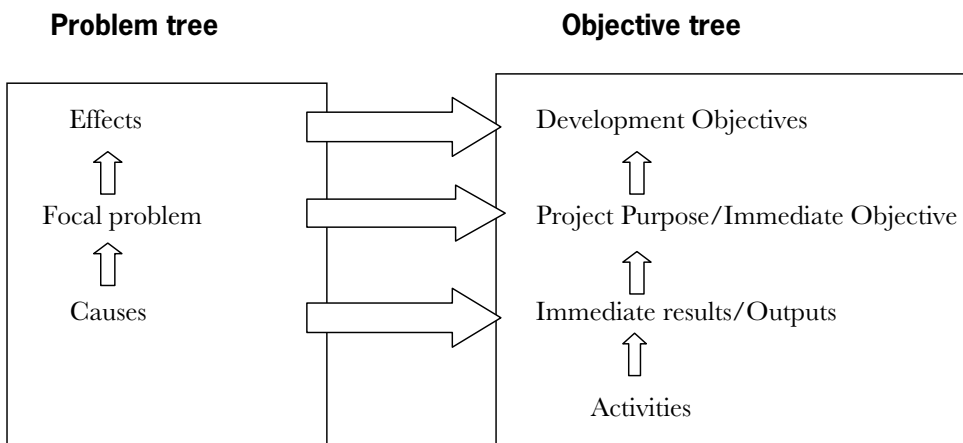 Problem tree
Objective tree
Effects
Development Objectives
Focal problem
Project Purpose/Immediate Objective
Causes
Immediate results/Outputs
Activities